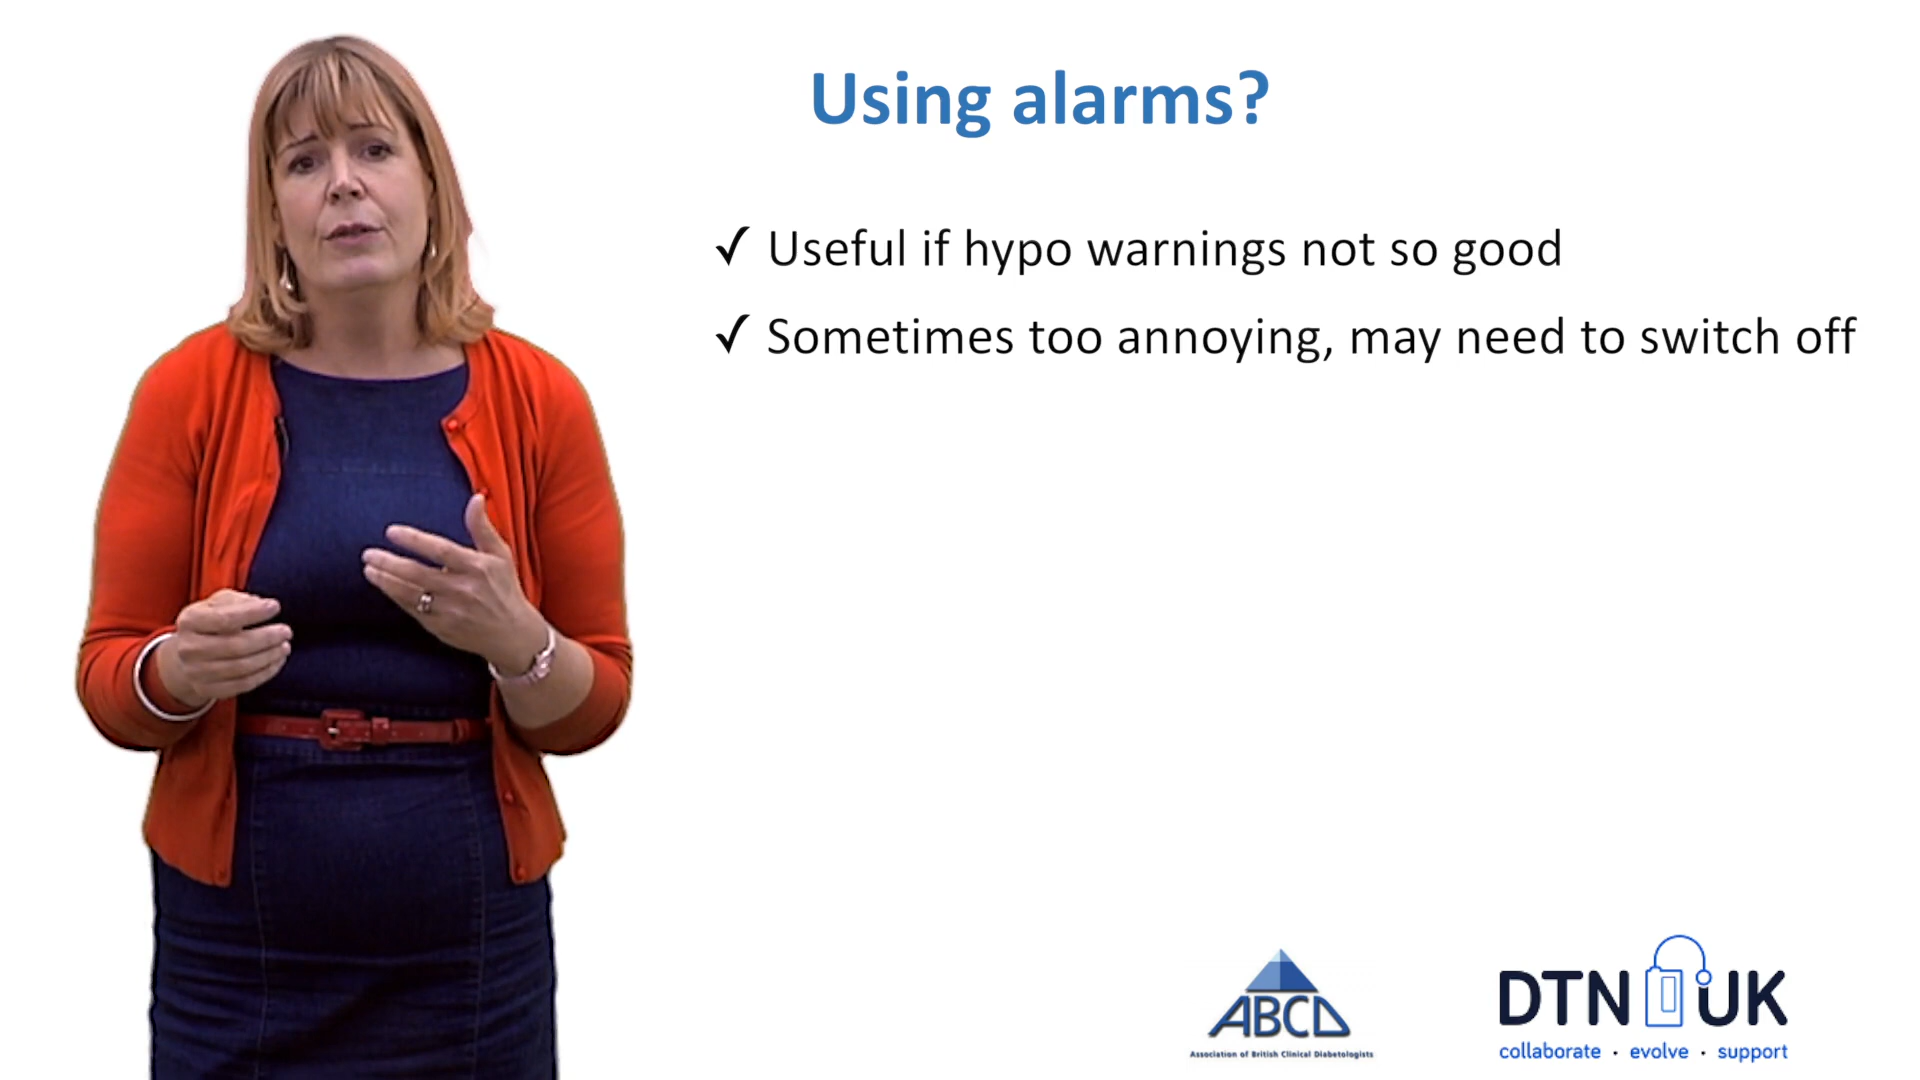 Using alarms?
✓ Useful if hypo warnings not so good
✓ Sometimes too annoying, may need to switch off
ABCD
Association of British Clinical Diabetologists
DTN UK
collaborate · evolve · support